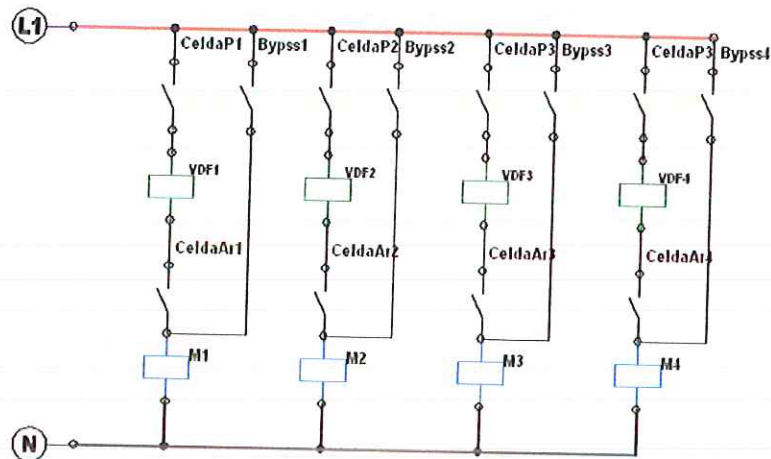 L1
CeldaP1 Bypss1 CeldaP2 Bypss2 CeldaP3 Bypss3 CeldaP3 Bypss4
VDF1 VDF2 VDF3 VDF4
CeldaAr1 CeldaAr2 CeldaAr3 CeldaAr4
M1 M2 M3 M4
N